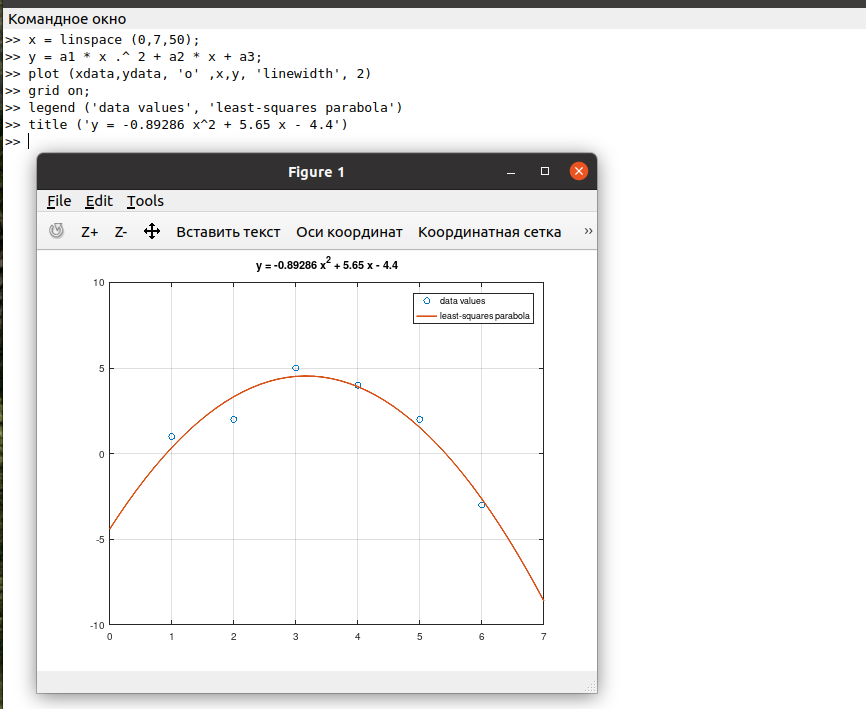 Командное окно
>> x = linspace (0,7,50);
>> y = a1 * x .^ 2 + a2 * x + a3;
>> plot (xdata,ydata, 'o' ,x,y, 'linewidth', 2)
>> grid on;
>> legend ('data values', 'least-squares parabola')
>> title ('y = -0.89286 x^2 + 5.65 x - 4.4')
>>
Figure 1
File Edit Tools
Z+ Z- Вставить текст Оси координат Координатная сетка »
y = -0.89286 x2 + 5.65 x - 4.4
data values
least-squares parabola
10
5
0
-5
-10
0 1 2 3 4 5 6 7